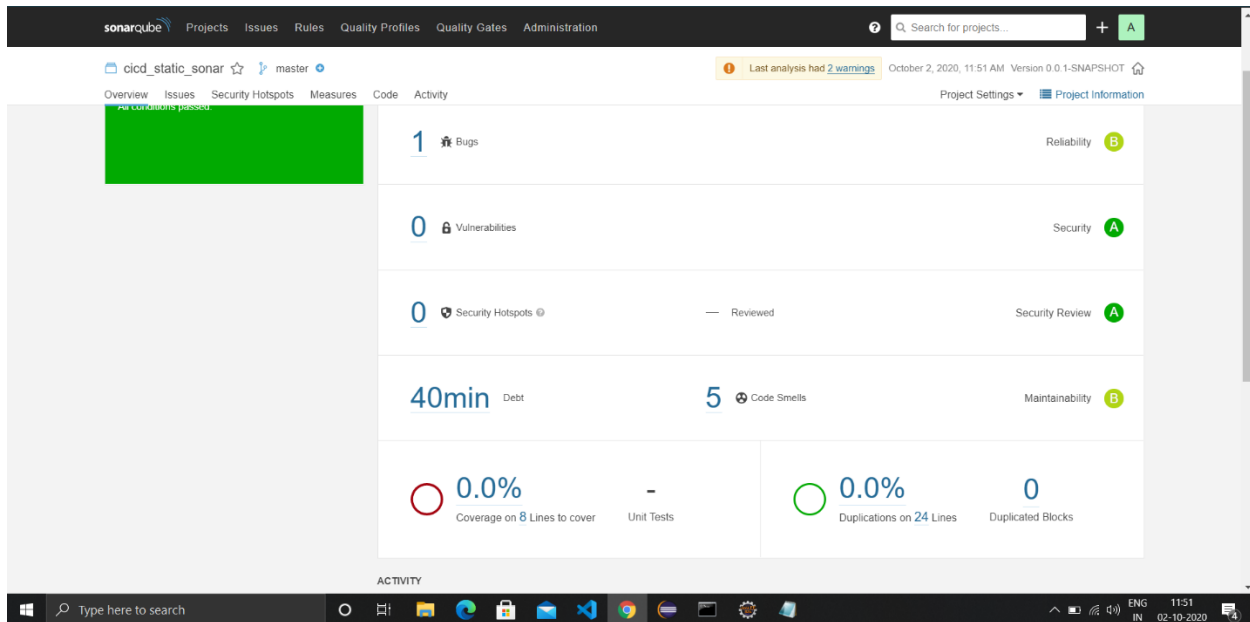 sonarqube Projects Issues Rules Quality Profiles Quality Gates Administration ? Search for projects... + A
cicd_static_sonar master Last analysis had 2 warnings October 2, 2020, 11:51 AM Version 0.0.1-SNAPSHOT
Overview Issues Security Hotspots Measures Code Activity Project Settings Project Information
All conditions passed.
1 Bugs Reliability B
0 Vulnerabilities Security A
0 Security Hotspots ? — Reviewed Security Review A
40min Debt 5 Code Smells Maintainability B
0.0% - 0.0% 0
Coverage on 8 Lines to cover Unit Tests Duplications on 24 Lines Duplicated Blocks
ACTIVITY
Type here to search ENG 11:51
IN 02-10-2020 4